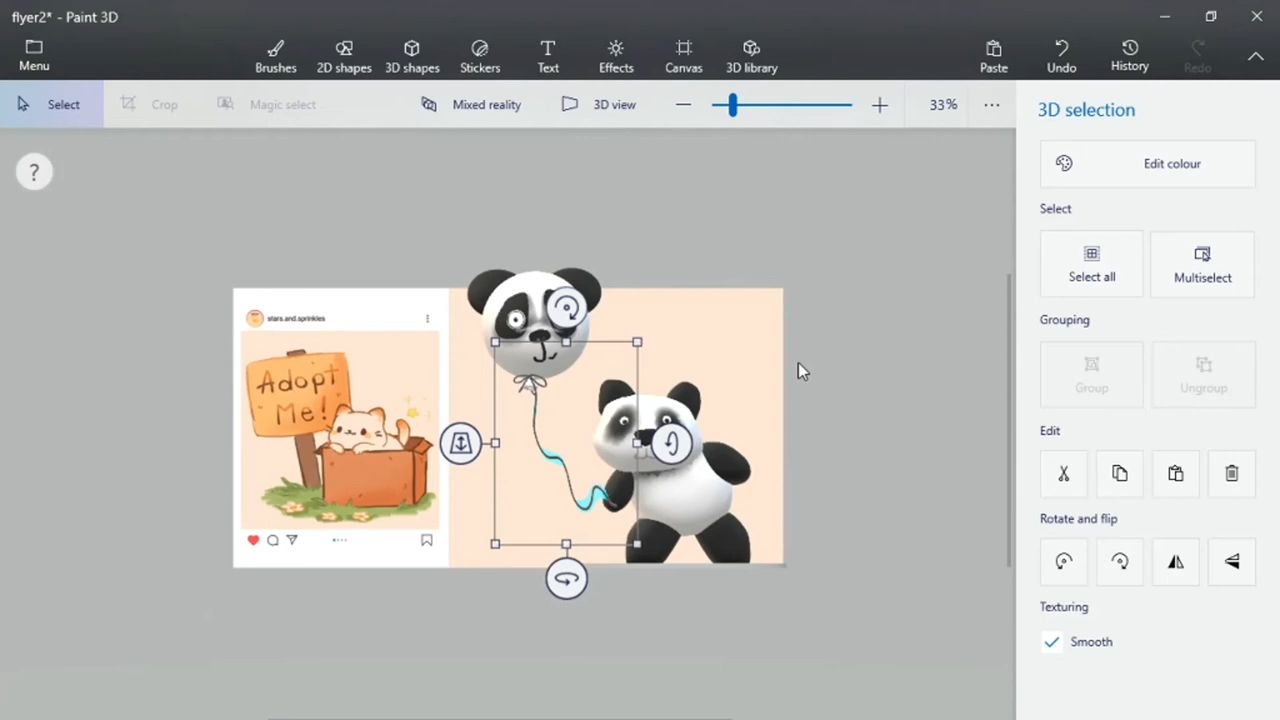 flyer2* - Paint 3D
Menu
Brushes
2D shapes
3D shapes
Stickers
Text
Effects
Canvas
3D library
Paste
Undo
History
Redo
Select
Crop
Magic select
Mixed reality
3D view
33%
?
3D selection
Edit colour
Select
Select all
Multiselect
Grouping
Group
Ungroup
Edit
Rotate and flip
Texturing
Smooth
stars.and.sprinkles
Adopt
Me!